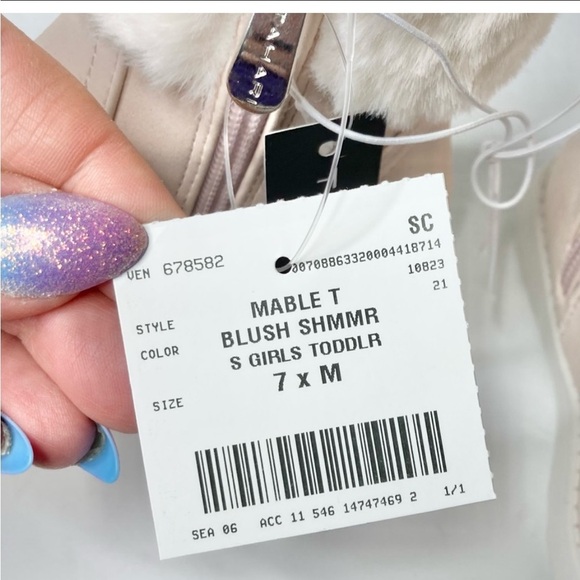 TAHARI
SC
VEN 678582
00708863320004418714
10823
21
STYLE MABLE T
COLOR BLUSH SHMMR
S GIRLS TODDLR
SIZE 7 x M
SEA 06 ACC 11 546 14747469 2 1/1